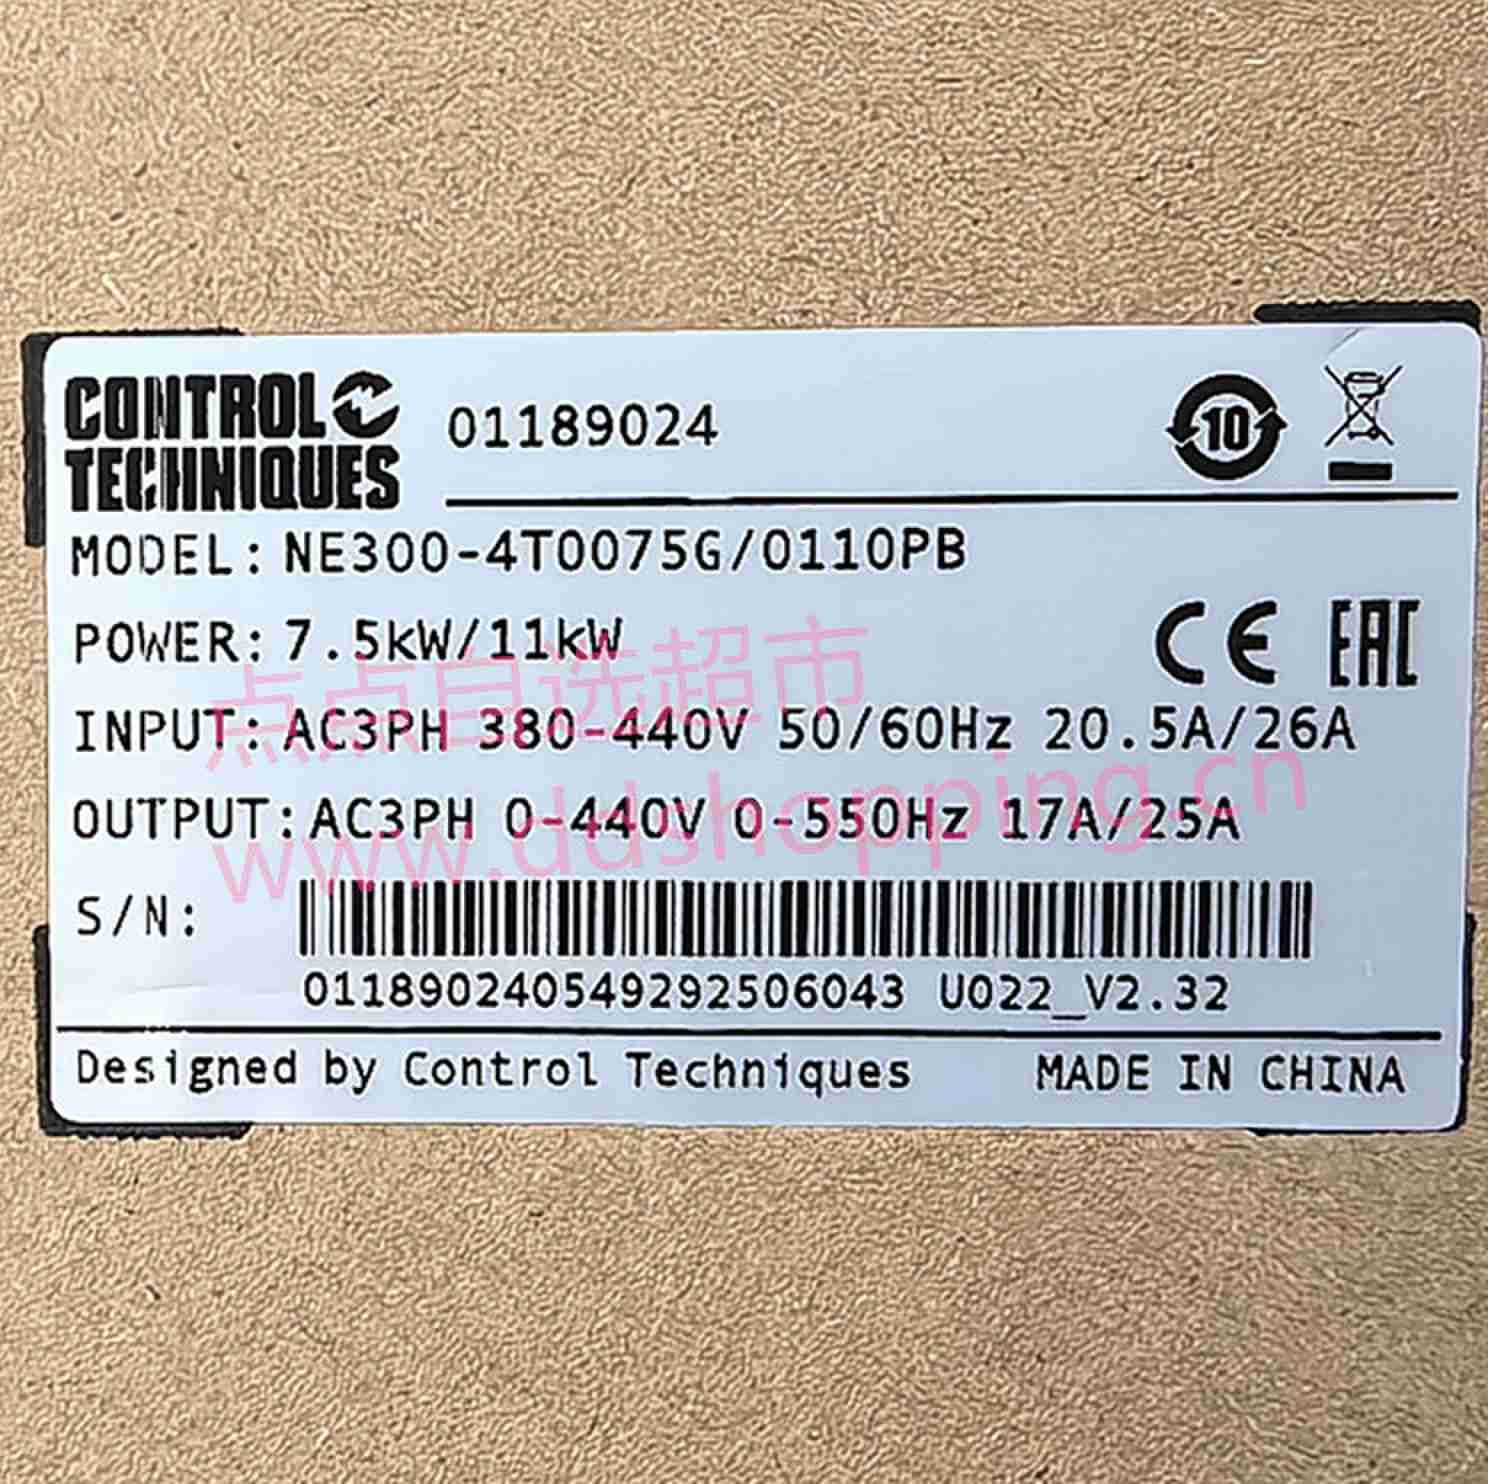 CONTROL
TECHNIQUES
01189024
10
MODEL: NE300-4T0075G/0110PB
POWER: 7.5kW/11kW
CE EAC
INPUT: AC3PH 380-440V 50/60Hz 20.5A/26A
OUTPUT: AC3PH 0-440V 0-550Hz 17A/25A
点点自选超市
www.ddshopping.cn
S/N:
011890240549292506043 U022_V2.32
Designed by Control Techniques MADE IN CHINA